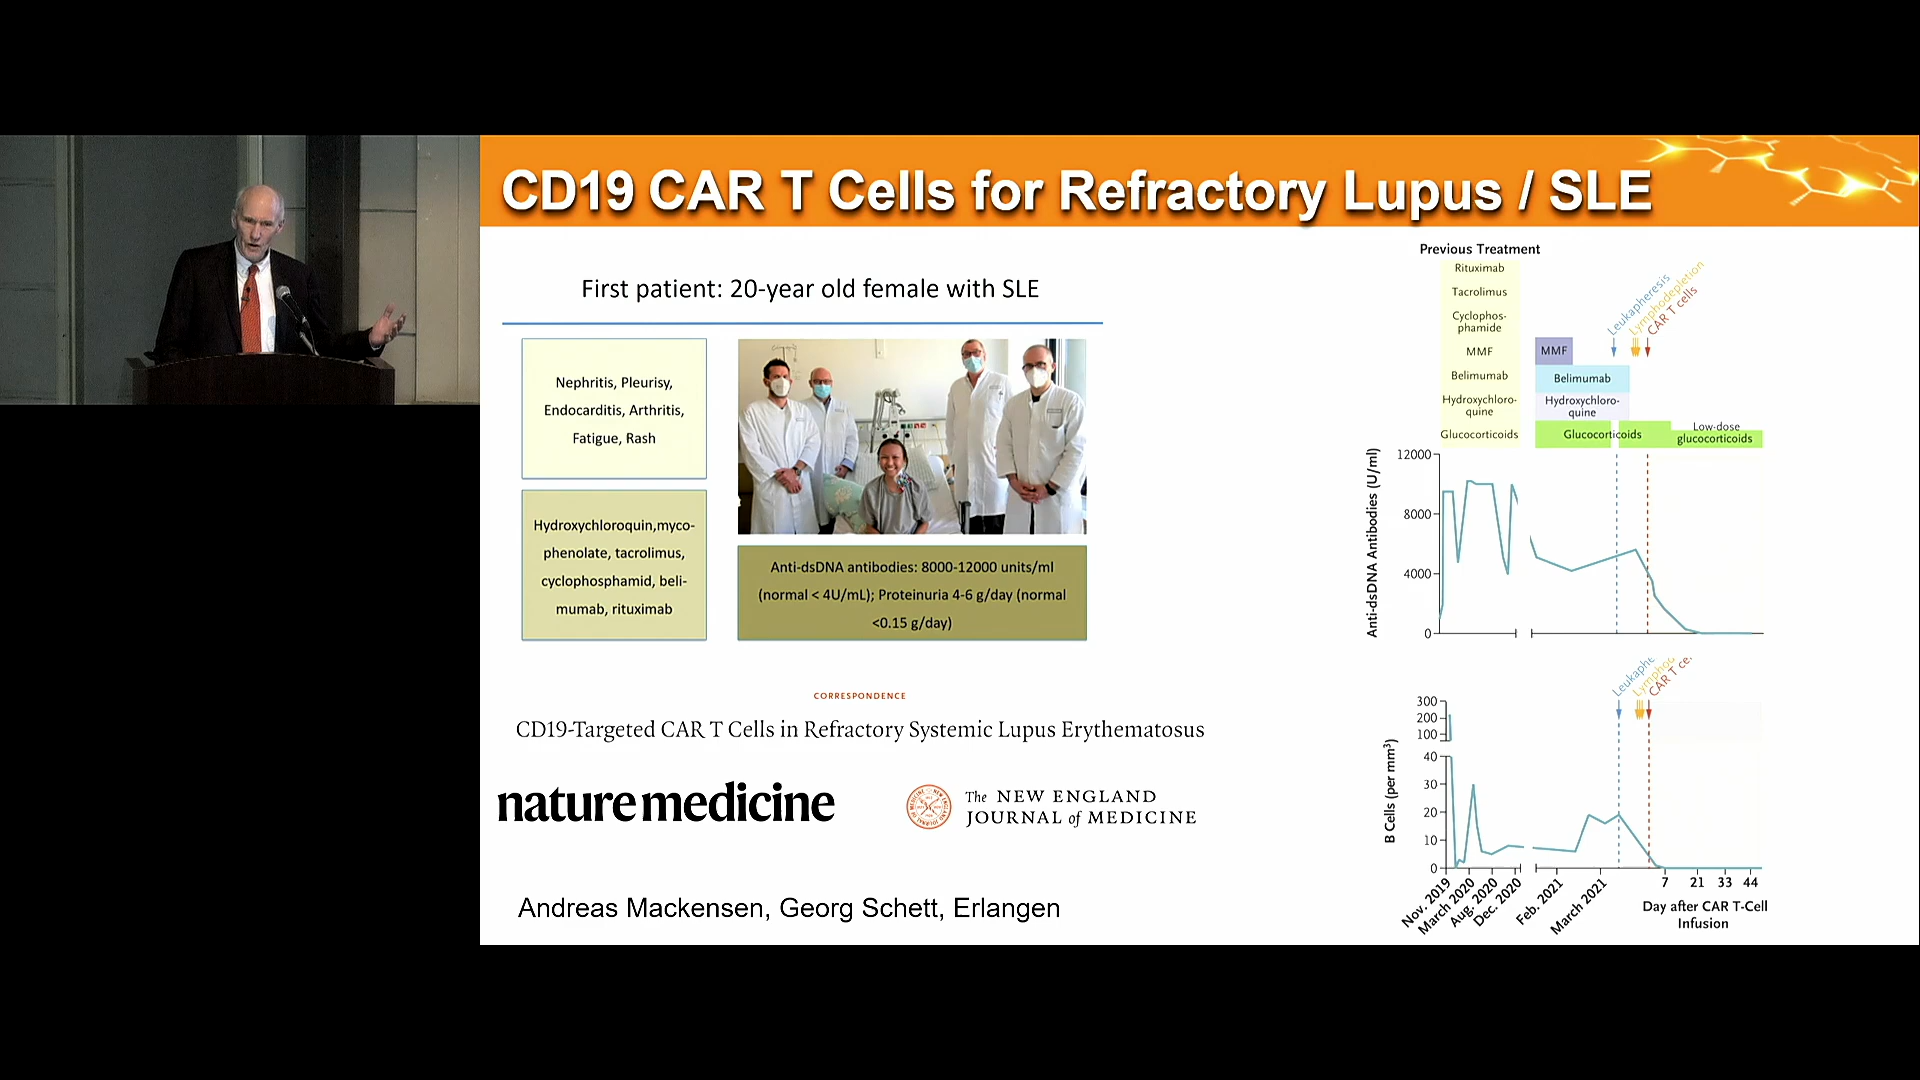 CD19 CAR T Cells for Refractory Lupus / SLE
First patient: 20-year old female with SLE
Nephritis, Pleurisy,
Endocarditis, Arthritis,
Fatigue, Rash
Hydroxychloroquin,myco-
phenolate, tacrolimus,
cyclophosphamid, beli-
mumab, rituximab
Anti-dsDNA antibodies: 8000-12000 units/ml
(normal < 4U/mL); Proteinuria 4-6 g/day (normal
<0.15 g/day)
CORRESPONDENCE
CD19-Targeted CAR T Cells in Refractory Systemic Lupus Erythematosus
nature medicine
The NEW ENGLAND
JOURNAL of MEDICINE
Andreas Mackensen, Georg Schett, Erlangen
Previous Treatment
Rituximab
Tacrolimus
Cyclophos-
phamide
MMF
Belimumab
Hydroxychloro-
quine
Glucocorticoids
MMF
Belimumab
Hydroxychloro-
quine
Glucocorticoids
Low-dose
glucocorticoids
Leukapheresis
Lymphodepletion
CAR T cells
Anti-dsDNA Antibodies (U/ml)
12000
8000
4000
0
Leukaphe
Lymphod
CAR T ce
B Cells (per mm³)
300
200
100
40
30
20
10
0
Nov. 2019
March 2020
Aug. 2020
Dec. 2020
Feb. 2021
March 2021
7 21 33 44
Day after CAR T-Cell
Infusion